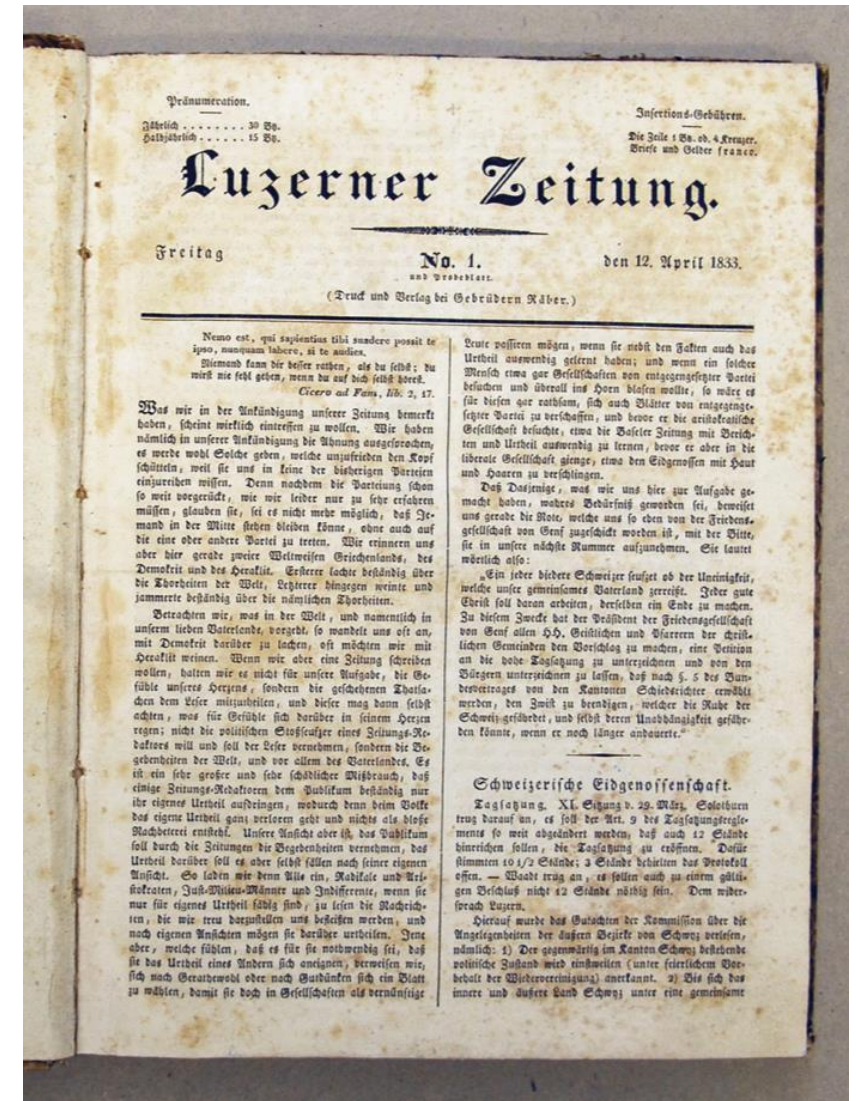 Pränumeration.
Jährlich . . . . . . . . 30 Bz.
Halbjährlich . . . . . . 15 Bz.
Insertions-Gebühren.
Die Zeile 1 Bz. od. 4 Kreuzer.
Briefe und Gelder franco.
Luzerner Zeitung.
Freitag
No. 1.
und Probeblatt.
den 12. April 1833.
(Druck und Verlag bei Gebrüdern Räber.)
Nemo est, qui sapientius tibi suadere possit te
ipso, nunquam labere, si te audies.
Niemand kann dir besser rathen, als du selbst; du
wirst nie fehl gehen, wenn du auf dich selbst hörest.
Cicero ad Fam, lib. 2, 17.
Was wir in der Ankündigung unserer Zeitung bemerkt
haben, scheint wirklich eintreffen zu wollen. Wir haben
nämlich in unserer Ankündigung die Ahnung ausgesprochen,
es werde wohl Solche geben, welche unzufrieden den Kopf
schütteln, weil sie uns in keine der bisherigen Parteien
einzureihen wissen. Denn nachdem die Parteiung schon
so weit vorgerückt, wie wir leider nur zu sehr erfahren
müssen, glauben sie, sei es nicht mehr möglich, daß Je-
mand in der Mitte stehen bleiben könne, ohne auch auf
die eine oder andere Partei zu treten. Wir erinnern uns
aber hier gerade zweier Weltweisen Griechenlands, des
Demokrit und des Heraklit. Ersterer lachte beständig über
die Thorheiten der Welt, Letzterer hingegen weinte und
jammerte beständig über die nämlichen Thorheiten.
Betrachten wir, was in der Welt, und namentlich in
unserm lieben Vaterlande, vorgeht, so wandelt uns oft an,
mit Demokrit darüber zu lachen, oft möchten wir mit
Heraklit weinen. Wenn wir aber eine Zeitung schreiben
wollen, halten wir es nicht für unsere Aufgabe, die Ge-
fühle unseres Herzens, sondern die geschehenen Thatsa-
chen dem Leser mitzutheilen, und dieser mag dann selbst
achten, was für Gefühle sich darüber in seinem Herzen
regen; nicht die politischen Stoßseufzer eines Zeitungs-Re-
daktors will und soll der Leser vernehmen, sondern die Be-
gebenheiten der Welt, und vor allem des Vaterlandes. Es
ist ein sehr großer und sehr schädlicher Mißbrauch, daß
einige Zeitungs-Redaktoren dem Publikum beständig nur
ihr eigenes Urtheil aufdringen, wodurch denn beim Volke
das eigene Urtheil ganz verloren geht und nichts als bloße
Nachbeterei entsteht. Unsere Ansicht aber ist, das Publikum
soll durch die Zeitungen die Begebenheiten vernehmen, das
Urtheil darüber soll es aber selbst fällen nach seiner eigenen
Ansicht. So laden wir denn Alle ein, Radikale und Ari-
stokraten, Just-Milieu-Männer und Indifferente, wenn sie
nur für eigenes Urtheil fähig sind, zu lesen die Nachrich-
ten, die wir treu darzustellen uns befleißen werden, und
nach eigenen Ansichten mögen sie darüber urtheilen. Jene
aber, welche fühlen, daß es für sie nothwendig sei, daß
sie das Urtheil eines Andern sich aneignen, verweisen wir,
sich nach Gerathewohl oder nach Gutdünken sich ein Blatt
zu wählen, damit sie doch in Gesellschaften als vernünftige
Leute passiren mögen, wenn sie nebst den Fakten auch das
Urtheil auswendig gelernt haben; und wenn ein solcher
Mensch etwa gar Gesellschaften von entgegengesetzter Partei
besuchen und überall ins Horn blasen wollte, so wäre es
für diesen gar rathsam, sich auch Blätter von entgegenge-
setzter Partei zu verschaffen, und bevor er die aristokratische
Gesellschaft besuchte, etwa die Baseler Zeitung mit Berich-
ten und Urtheil auswendig zu lernen, bevor er aber in die
liberale Gesellschaft gienge, etwa den Eidgenossen mit Haut
und Haaren zu verschlingen.
Daß Dasjenige, was wir uns hier zur Aufgabe ge-
macht haben, wahres Bedürfniß geworden sei, beweiset
uns gerade die Note, welche uns so eben von der Friedens-
gesellschaft von Genf zugeschickt worden ist, mit der Bitte,
sie in unsere nächste Nummer aufzunehmen. Sie lautet
wörtlich also:
„Ein jeder biedere Schweizer seufzet ob der Uneinigkeit,
welche unser gemeinsames Vaterland zerreißt. Jeder gute
Christ soll daran arbeiten, derselben ein Ende zu machen.
Zu diesem Zwecke hat der Präsident der Friedensgesellschaft
von Genf allen H.H. Geistlichen und Pfarrern der christ-
lichen Gemeinden den Vorschlag zu machen, eine Petition
an die hohe Tagsatzung zu unterzeichnen und von den
Bürgern unterzeichnen zu lassen, daß nach §. 5 des Bun-
desvertrages von den Kantonen Schiedsrichter erwählt
werden, den Zwist zu beendigen, welcher die Ruhe der
Schweiz gefährdet, und selbst deren Unabhängigkeit gefähr-
den könnte, wenn er noch länger andauerte.“
Schweizerische Eidgenossenschaft.
Tagsatzung. XI. Sitzung v. 29. März. Solothurn
trug darauf an, es soll der Art. 9 des Tagsatzungsregle-
ments so weit abgeändert werden, daß auch 12 Stände
hinreichen sollen, die Tagsatzung zu eröffnen. Dafür
stimmten 10 1/2 Stände; 3 Stände behielten das Protokoll
offen. — Waadt trug an, es sollen auch zu einem gülti-
gen Beschluß nicht 12 Stände nöthig sein. Dem wider-
sprach Luzern.
Hierauf wurde das Gutachten der Kommission über die
Angelegenheiten der äußern Bezirke von Schwyz verlesen,
nämlich: 1) Der gegenwärtig im Kanton Schwyz bestehende
politische Zustand wird einstweilen (unter feierlichem Vor-
behalt der Wiedervereinigung) anerkannt. 2) Bis sich das
innere und äußere Land Schwyz unter eine gemeinsame